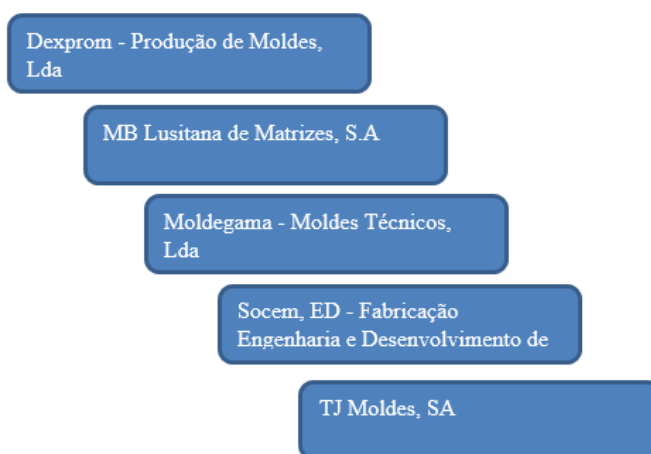 Dexprom - Produção de Moldes,
Lda
MB Lusitana de Matrizes, S.A
Moldegama - Moldes Técnicos,
Lda
Socem, ED - Fabricação
Engenharia e Desenvolvimento de
TJ Moldes, SA